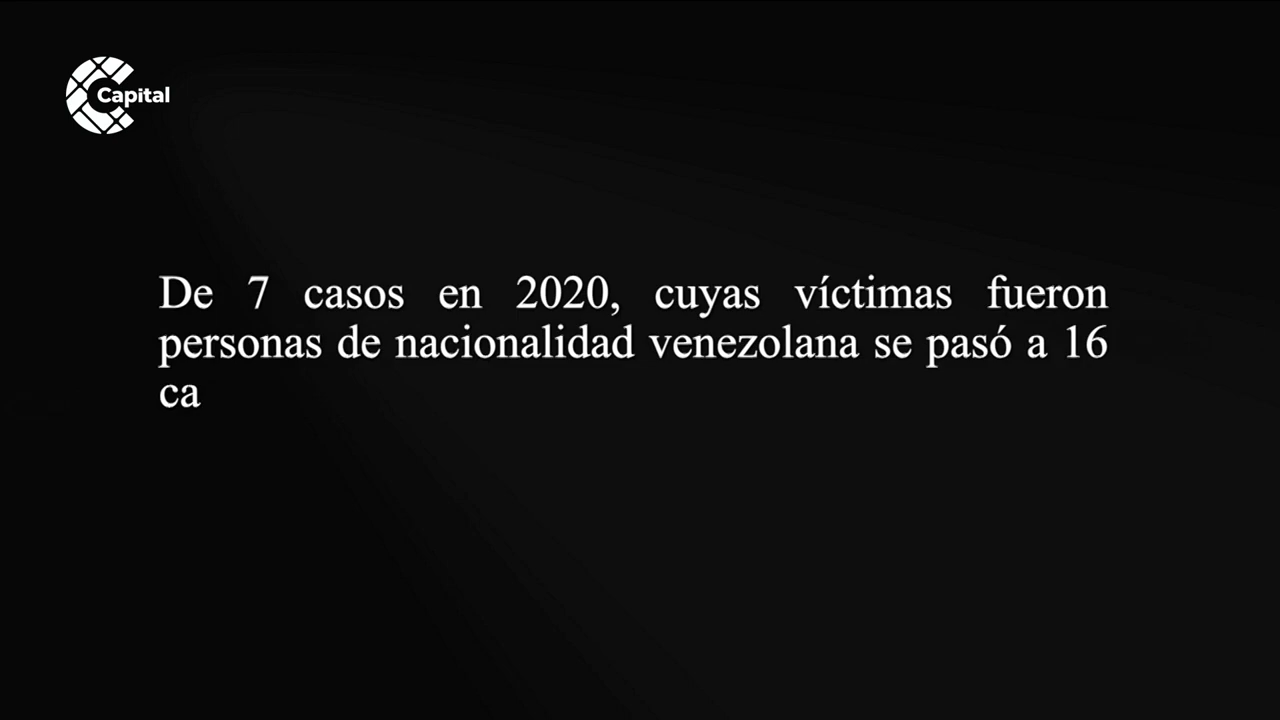 Capital
De 7 casos en 2020, cuyas víctimas fueron
personas de nacionalidad venezolana se pasó a 16
ca